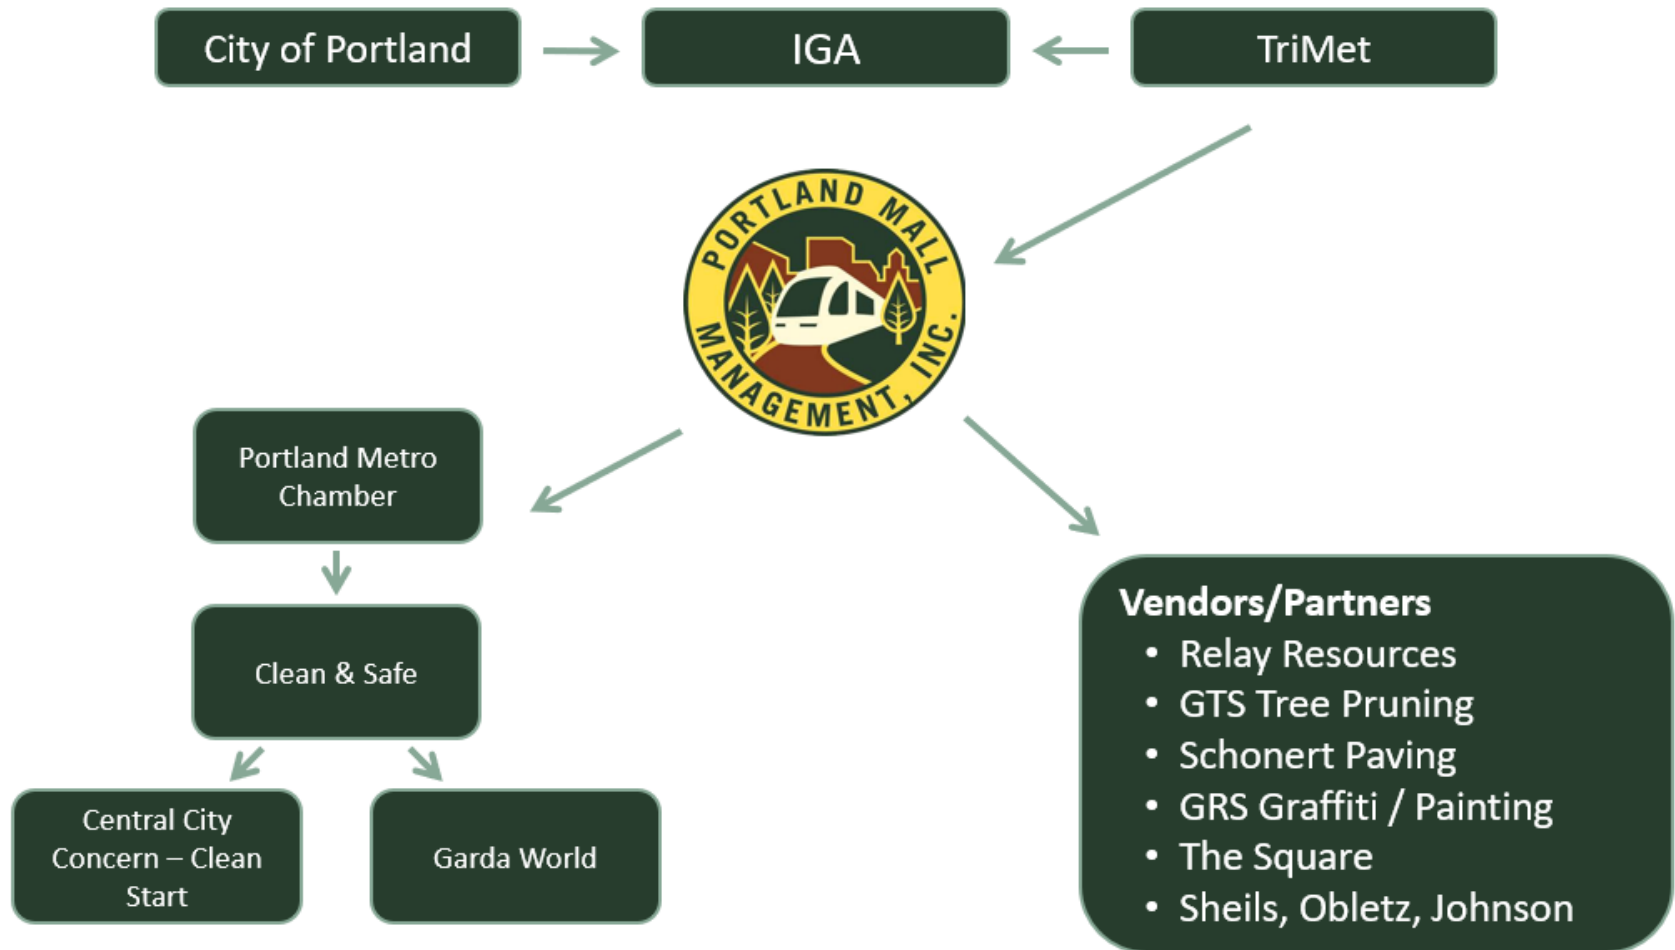 City of Portland
IGA
TriMet
PORTLAND MALL
MANAGEMENT, INC.
Portland Metro
Chamber
Clean & Safe
Central City
Concern – Clean
Start
Garda World
Vendors/Partners
• Relay Resources
• GTS Tree Pruning
• Schonert Paving
• GRS Graffiti / Painting
• The Square
• Sheils, Obletz, Johnson